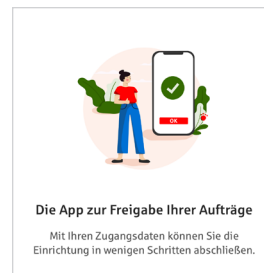 OK
Die App zur Freigabe Ihrer Aufträge
Mit Ihren Zugangsdaten können Sie die
Einrichtung in wenigen Schritten abschließen.